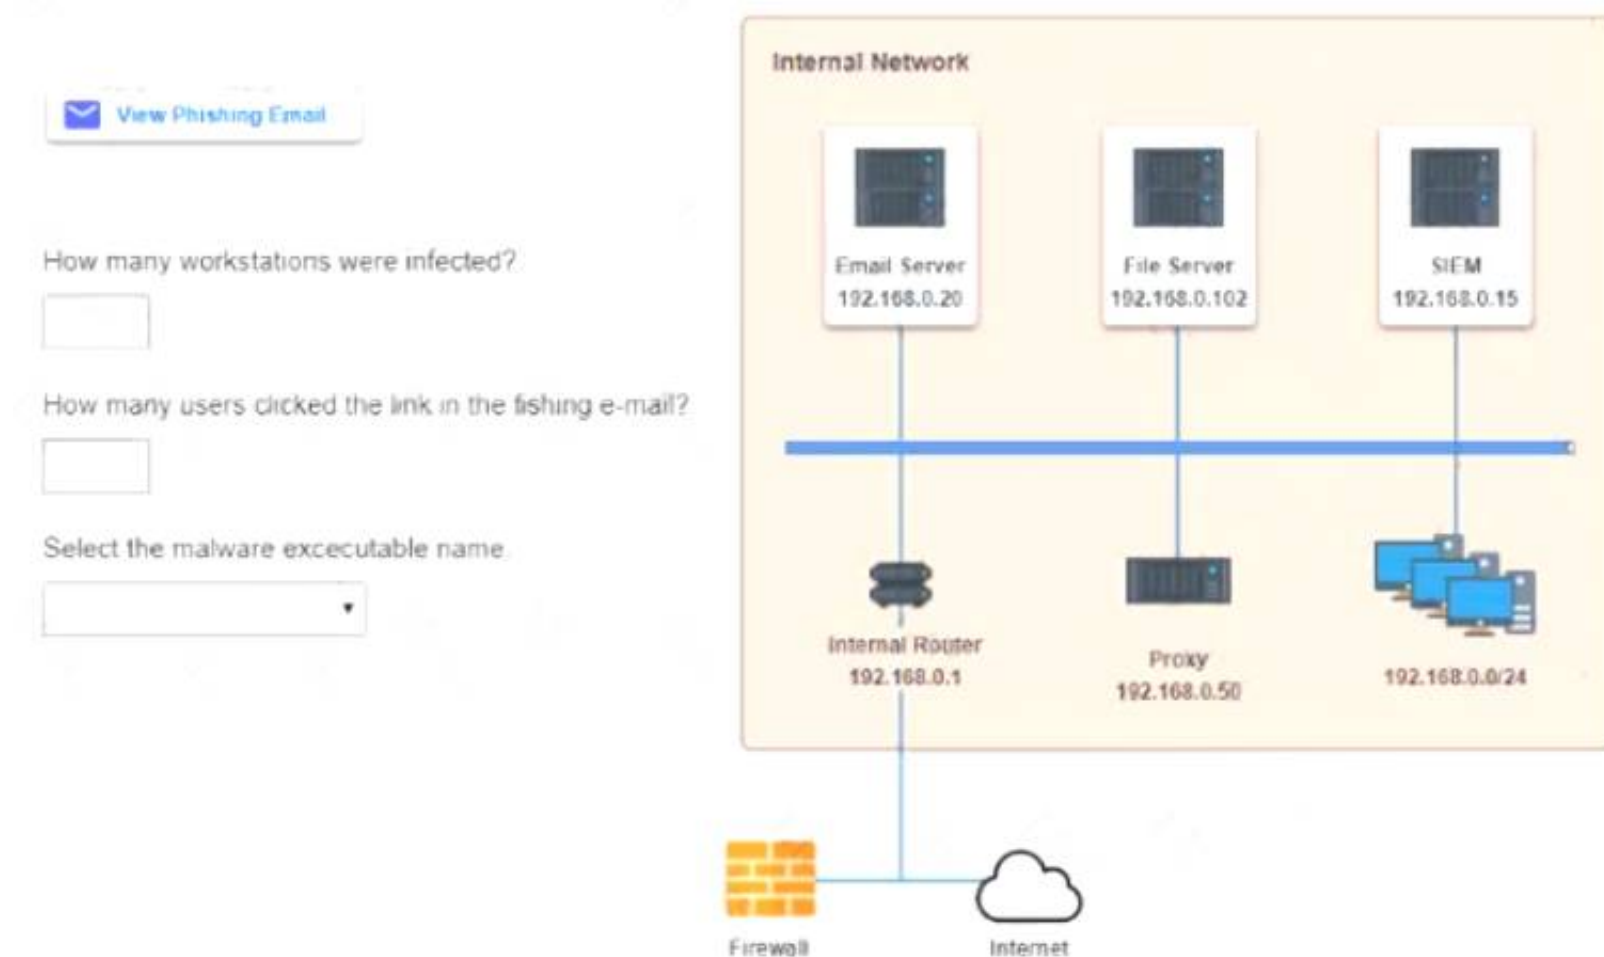 View Phishing Email
How many workstations were infected?
How many users clicked the link in the fishing e-mail?
Select the malware excecutable name
Internal Network
Email Server
192.168.0.20
File Server
192.168.0.102
SIEM
192.168.0.15
Internal Router
192.168.0.1
Proxy
192.168.0.50
192.168.0.0/24
Firewall
Internet